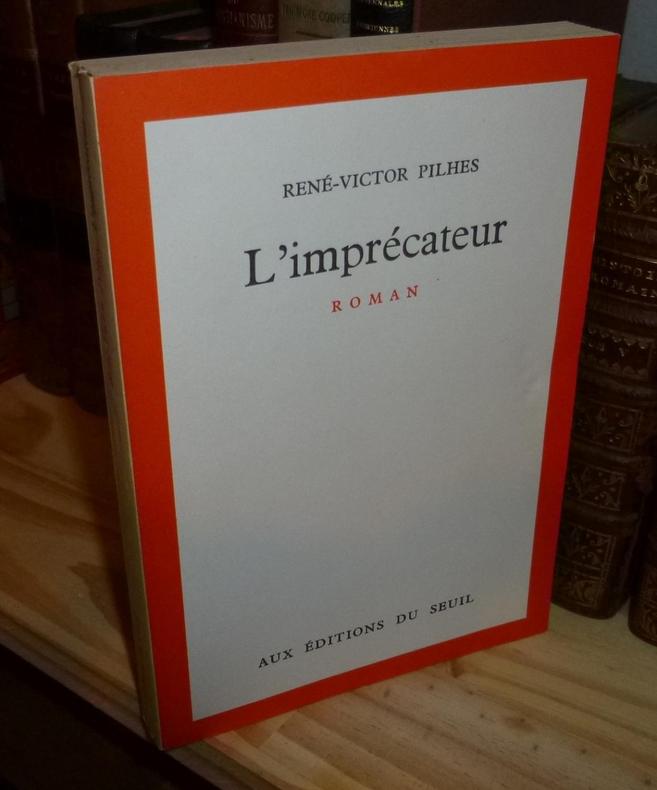 RENÉ-VICTOR PILHES
L'imprécateur
ROMAN
AUX ÉDITIONS DU SEUIL